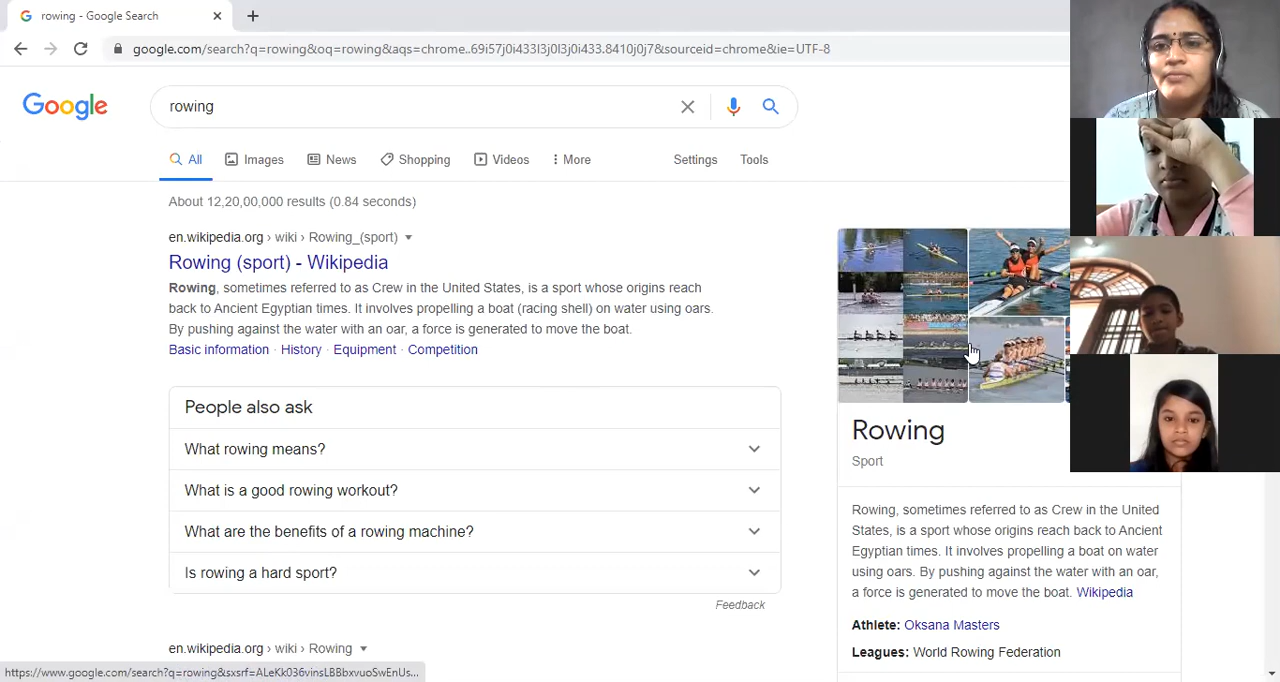 rowing - Google Search
google.com/search?q=rowing&oq=rowing&aqs=chrome..69i57j0i433l3j0l3j0i433.8410j0j7&sourceid=chrome&ie=UTF-8
Google
rowing
All Images News Shopping Videos More Settings Tools
About 12,20,00,000 results (0.84 seconds)
en.wikipedia.org › wiki › Rowing_(sport)
Rowing (sport) - Wikipedia
Rowing, sometimes referred to as Crew in the United States, is a sport whose origins reach
back to Ancient Egyptian times. It involves propelling a boat (racing shell) on water using oars.
By pushing against the water with an oar, a force is generated to move the boat.
Basic information · History · Equipment · Competition
People also ask
What rowing means?
What is a good rowing workout?
What are the benefits of a rowing machine?
Is rowing a hard sport?
Feedback
en.wikipedia.org › wiki › Rowing
Rowing
Sport
Rowing, sometimes referred to as Crew in the United
States, is a sport whose origins reach back to Ancient
Egyptian times. It involves propelling a boat on water
using oars. By pushing against the water with an oar,
a force is generated to move the boat. Wikipedia
Athlete: Oksana Masters
Leagues: World Rowing Federation
https://www.google.com/search?q=rowing&sxsrf=ALeKk036vinsLBBbxvuoSwEnUs...